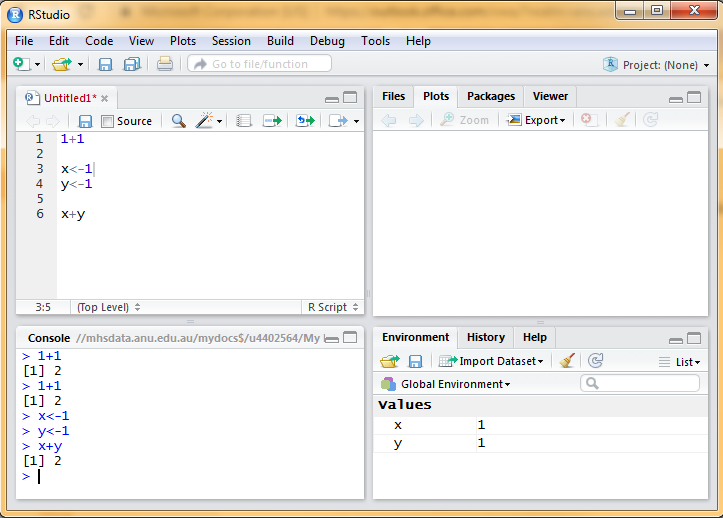 RStudio
File Edit Code View Plots Session Build Debug Tools Help
Go to file/function
Project: (None)
Untitled1*
Source
1 1+1
2
3 x<-1
4 y<-1
5
6 x+y
3:5 (Top Level) R Script
Console //mhsdata.anu.edu.au/mydocs$/u4402564/My
> 1+1
[1] 2
> 1+1
[1] 2
> x<-1
> y<-1
> x+y
[1] 2
>
Files Plots Packages Viewer
Zoom Export
Environment History Help
Import Dataset List
Global Environment
Values
x 1
y 1